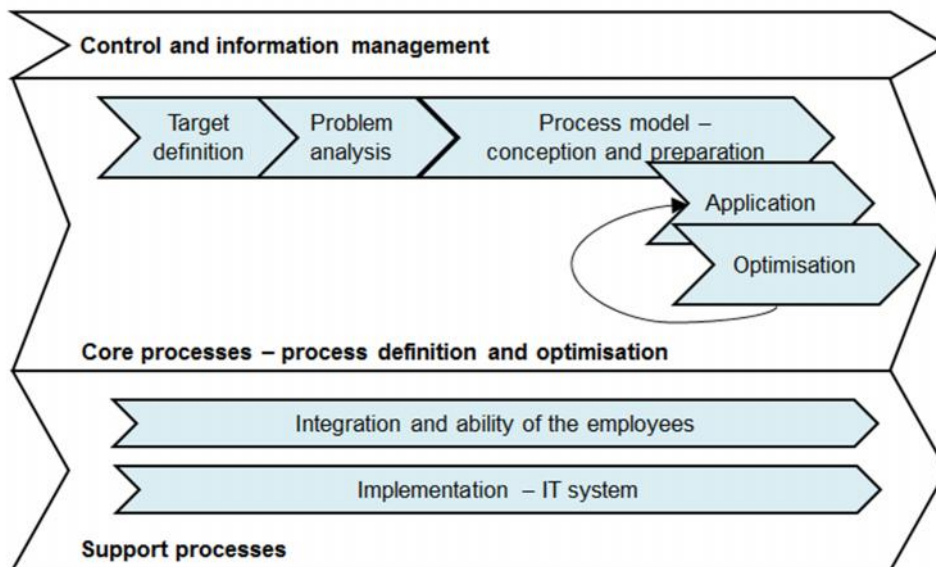 Control and information management
Target
definition
Problem
analysis
Process model –
conception and preparation
Application
Optimisation
Core processes – process definition and optimisation
Integration and ability of the employees
Implementation – IT system
Support processes